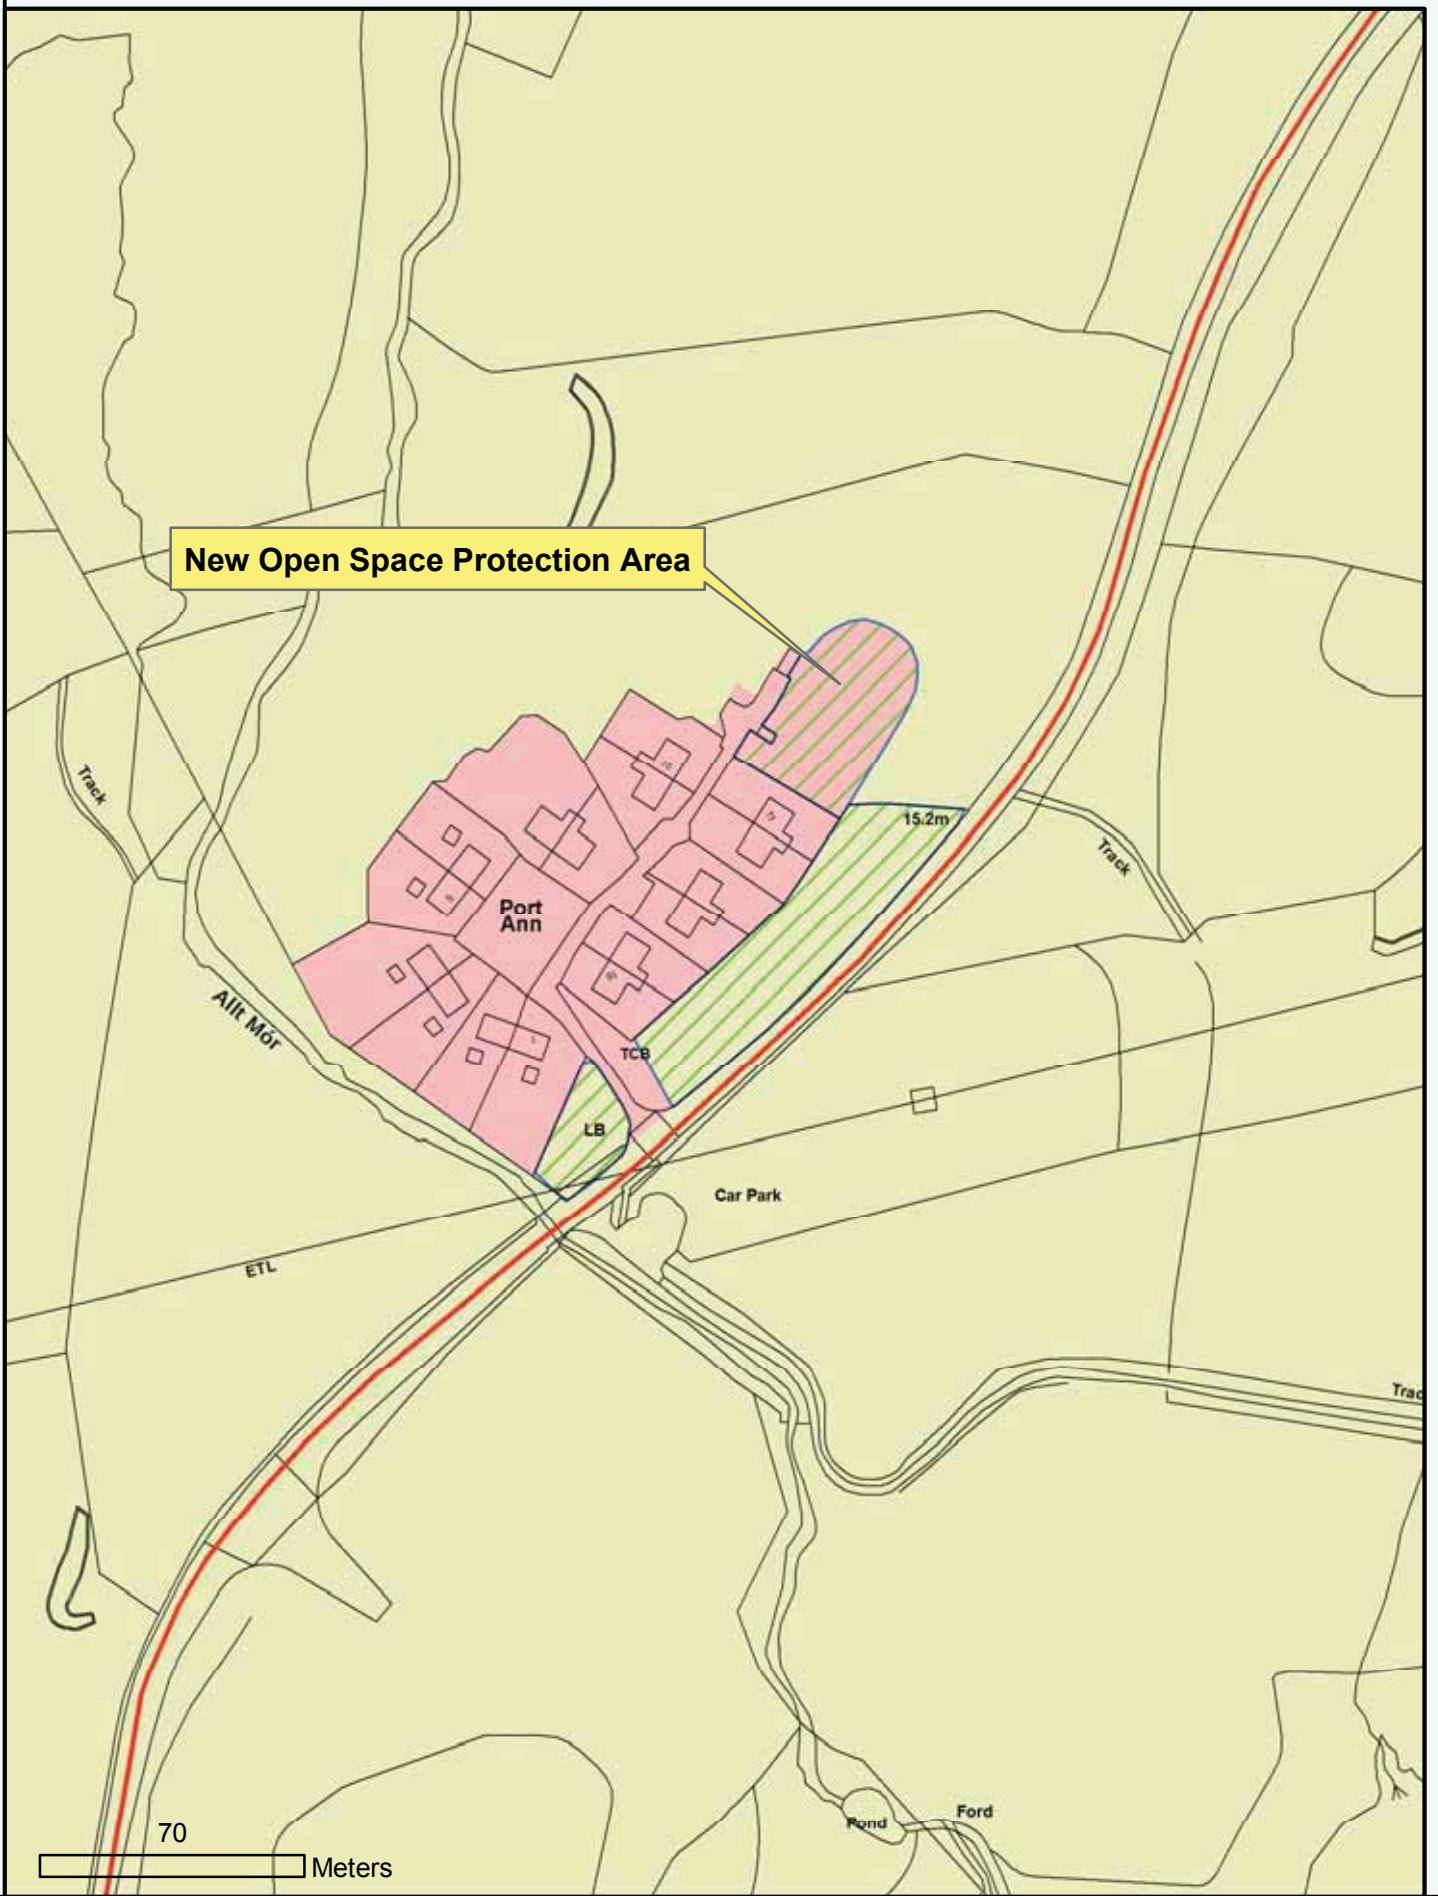 New Open Space Protection Area
Track
15.2m
Track
Port
Ann
Allt Mór
TCB
LB
Car Park
ETL
Trac
Ford
Pond
70
Meters